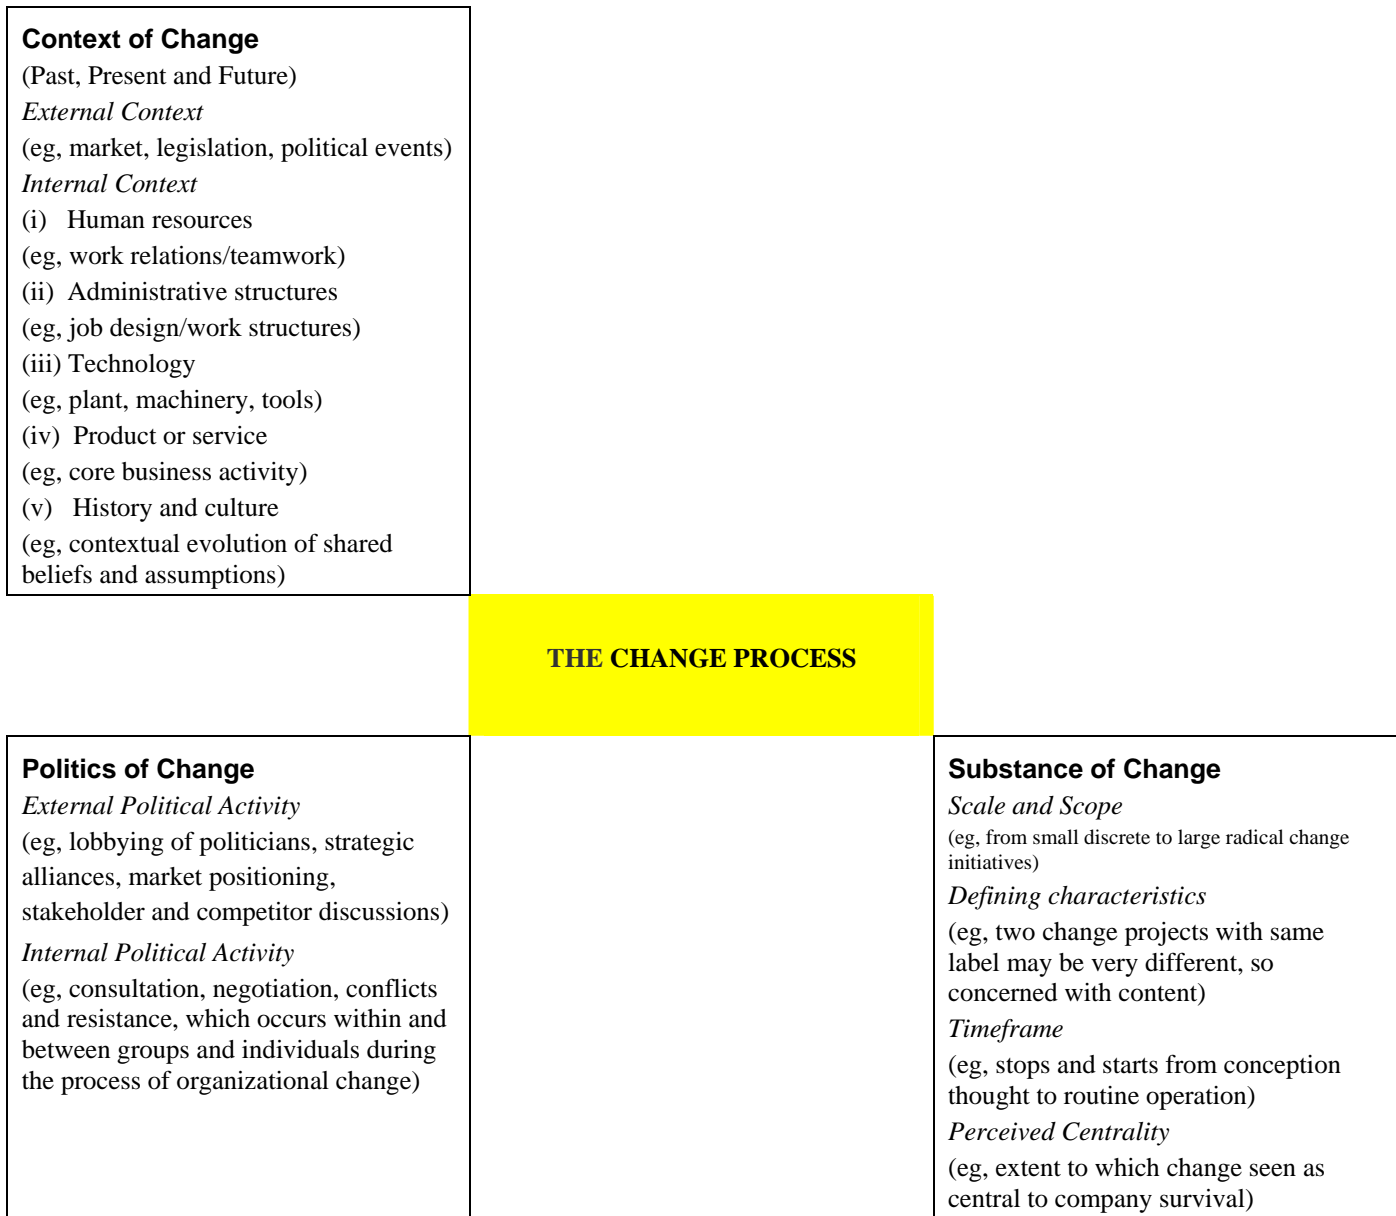 Context of Change
(Past, Present and Future)
External Context
(eg, market, legislation, political events)
Internal Context
(i) Human resources
(eg, work relations/teamwork)
(ii) Administrative structures
(eg, job design/work structures)
(iii) Technology
(eg, plant, machinery, tools)
(iv) Product or service
(eg, core business activity)
(v) History and culture
(eg, contextual evolution of shared
beliefs and assumptions)
THE CHANGE PROCESS
Politics of Change
External Political Activity
(eg, lobbying of politicians, strategic
alliances, market positioning,
stakeholder and competitor discussions)
Internal Political Activity
(eg, consultation, negotiation, conflicts
and resistance, which occurs within and
between groups and individuals during
the process of organizational change)
Substance of Change
Scale and Scope
(eg, from small discrete to large radical change
initiatives)
Defining characteristics
(eg, two change projects with same
label may be very different, so
concerned with content)
Timeframe
(eg, stops and starts from conception
thought to routine operation)
Perceived Centrality
(eg, extent to which change seen as
central to company survival)